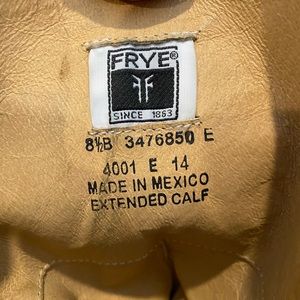 FRYE®
SINCE 1863
8½B 3476850 E
4001 E 14
MADE IN MEXICO
EXTENDED CALF